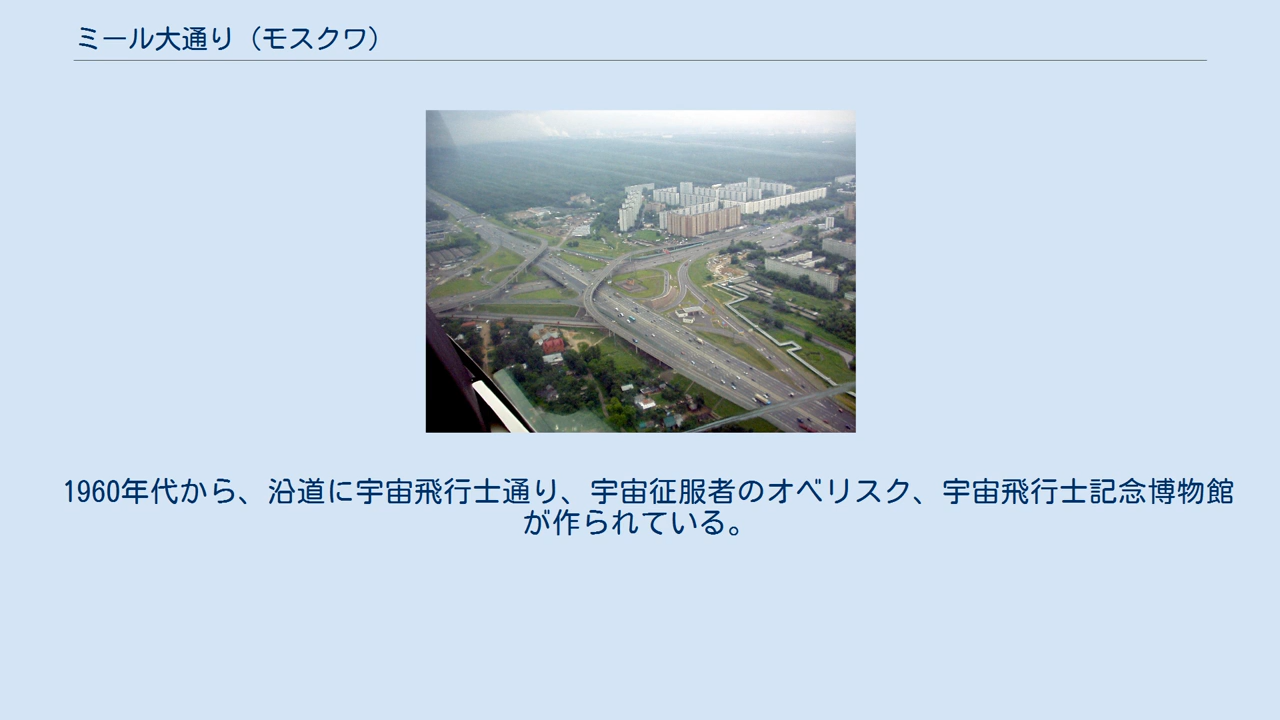 ミール大通り（モスクワ）
1960年代から、沿道に宇宙飛行士通り、宇宙征服者のオベリスク、宇宙飛行士記念博物館
が作られている。